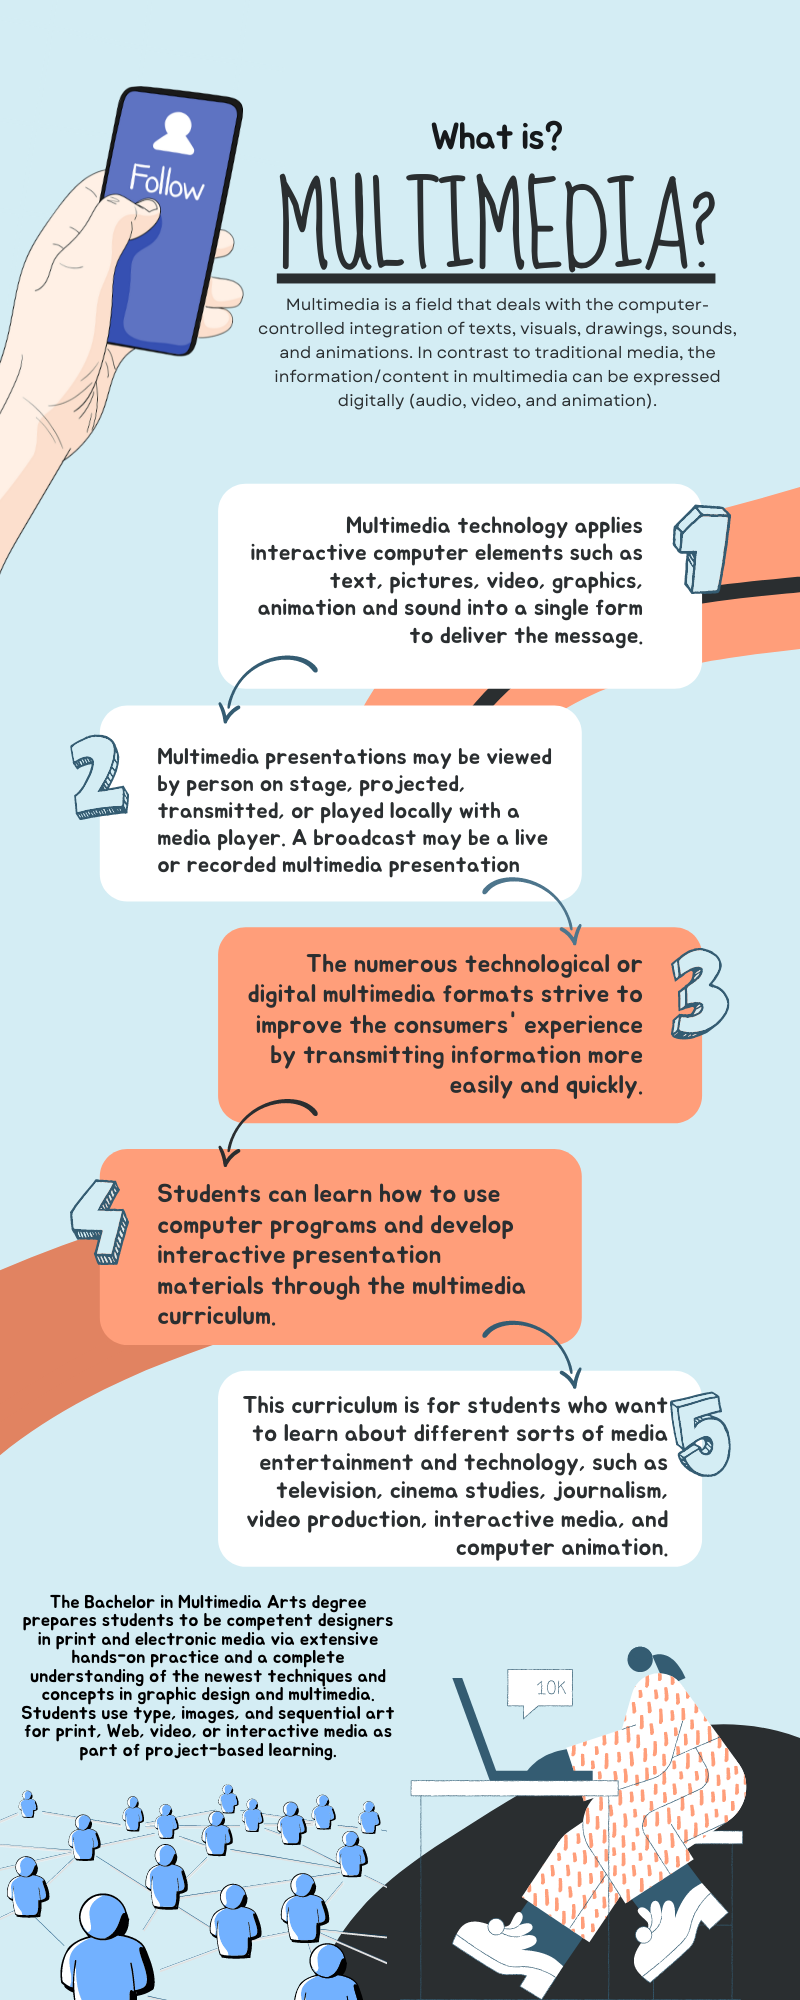 Follow
What is?
MULTIMEDIA?
Multimedia is a field that deals with the computer-
controlled integration of texts, visuals, drawings, sounds,
and animations. In contrast to traditional media, the
information/content in multimedia can be expressed
digitally (audio, video, and animation).
1
Multimedia technology applies
interactive computer elements such as
text, pictures, video, graphics,
animation and sound into a single form
to deliver the message.
2
Multimedia presentations may be viewed
by person on stage, projected,
transmitted, or played locally with a
media player. A broadcast may be a live
or recorded multimedia presentation
3
The numerous technological or
digital multimedia formats strive to
improve the consumers' experience
by transmitting information more
easily and quickly.
4
Students can learn how to use
computer programs and develop
interactive presentation
materials through the multimedia
curriculum.
5
This curriculum is for students who want
to learn about different sorts of media
entertainment and technology, such as
television, cinema studies, journalism,
video production, interactive media, and
computer animation.
The Bachelor in Multimedia Arts degree
prepares students to be competent designers
in print and electronic media via extensive
hands-on practice and a complete
understanding of the newest techniques and
concepts in graphic design and multimedia.
Students use type, images, and sequential art
for print, Web, video, or interactive media as
part of project-based learning.
10K